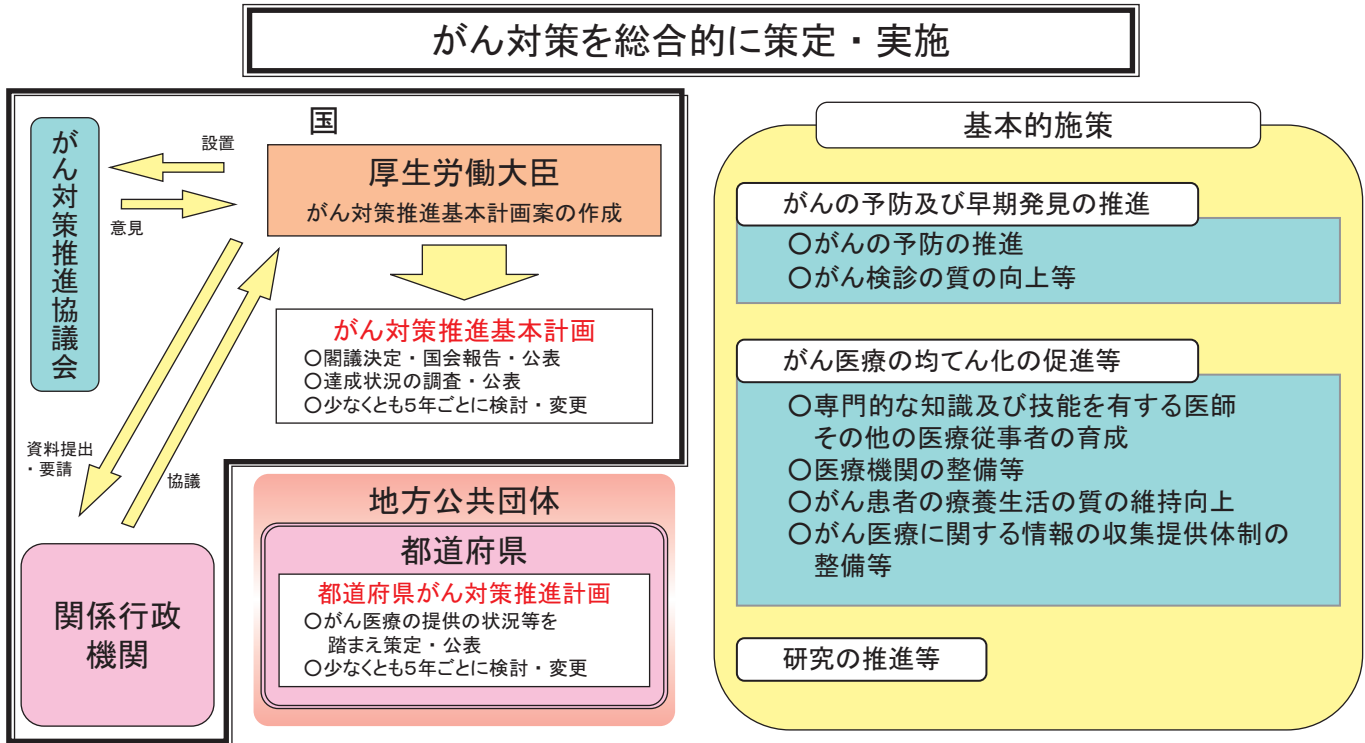 がん対策を総合的に策定・実施
国
がん対策推進協議会
設置
意見
厚生労働大臣
がん対策推進基本計画案の作成
がん対策推進基本計画
○閣議決定・国会報告・公表
○達成状況の調査・公表
○少なくとも5年ごとに検討・変更
資料提出
・要請
協議
関係行政
機関
地方公共団体
都道府県
都道府県がん対策推進計画
○がん医療の提供の状況等を
踏まえ策定・公表
○少なくとも5年ごとに検討・変更
基本的施策
がんの予防及び早期発見の推進
○がんの予防の推進
○がん検診の質の向上等
がん医療の均てん化の促進等
○専門的な知識及び技能を有する医師
その他の医療従事者の育成
○医療機関の整備等
○がん患者の療養生活の質の維持向上
○がん医療に関する情報の収集提供体制の
整備等
研究の推進等